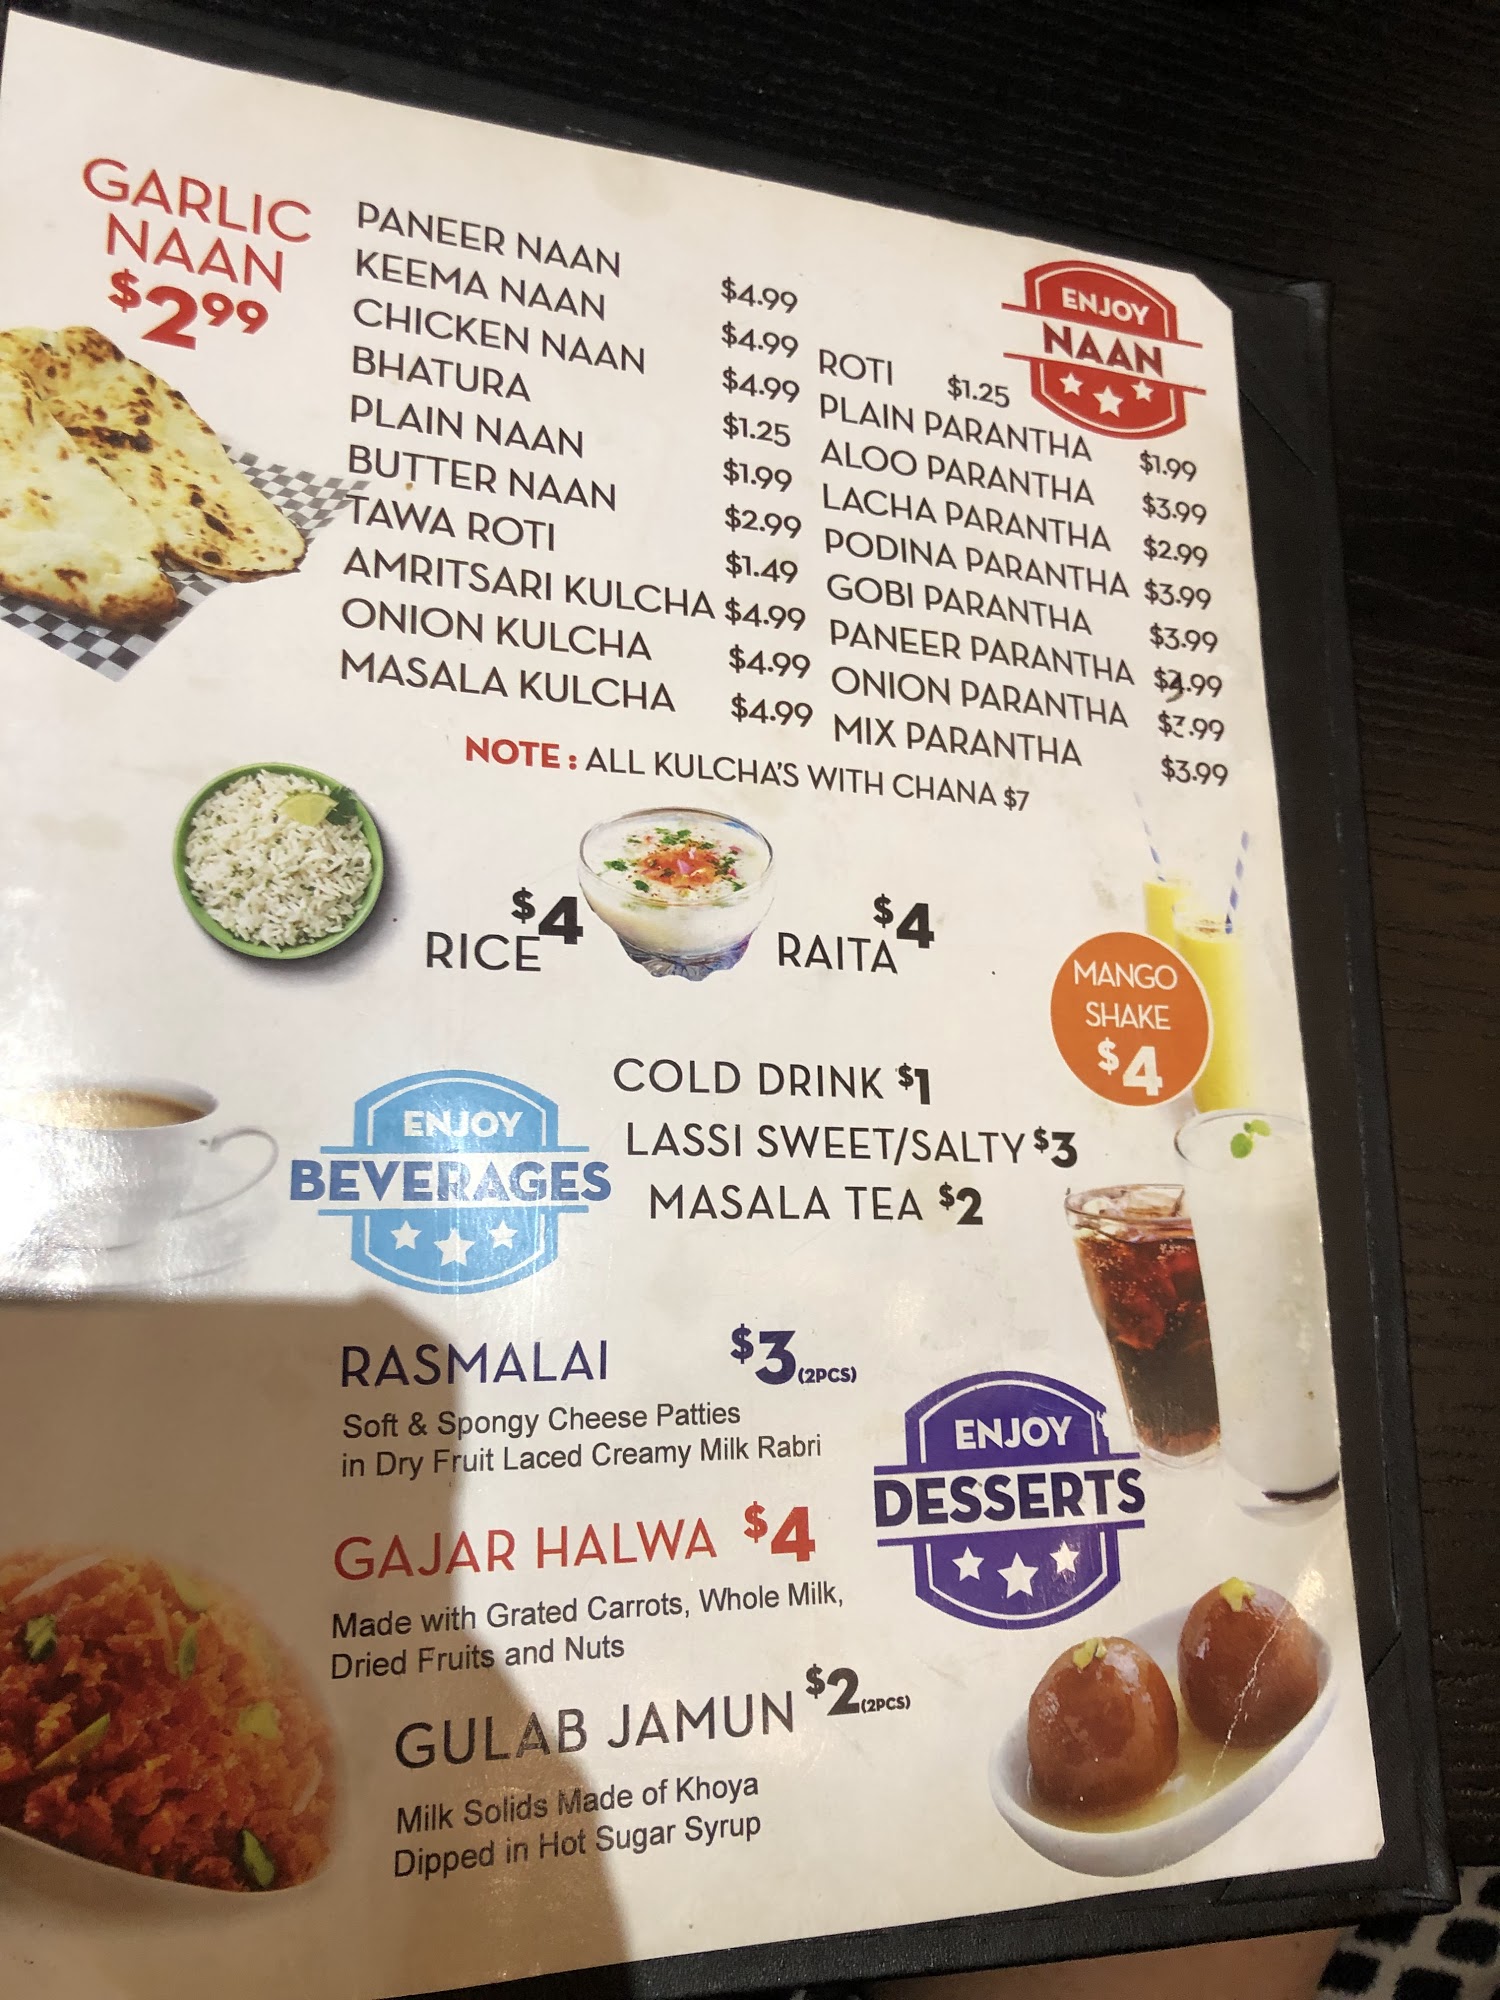 GARLIC
NAAN
$2.99
PANEER NAAN $4.99
KEEMA NAAN $4.99
CHICKEN NAAN $4.99
BHATURA $1.25
PLAIN NAAN $1.99
BUTTER NAAN $2.99
TAWA ROTI $1.49
AMRITSARI KULCHA $4.99
ONION KULCHA $4.99
MASALA KULCHA $4.99
ENJOY
NAAN
ROTI $1.25
PLAIN PARANTHA $1.99
ALOO PARANTHA $3.99
LACHA PARANTHA $2.99
PODINA PARANTHA $3.99
GOBI PARANTHA $3.99
PANEER PARANTHA
ONION PARANTHA $3.99
MIX PARANTHA $3.99
NOTE : ALL KULCHA'S WITH CHANA $7
RICE $4
RAITA $4
MANGO
SHAKE
$4
ENJOY
BEVERAGES
COLD DRINK $1
LASSI SWEET/SALTY $3
MASALA TEA $2
RASMALAI $3 (2PCS)
Soft & Spongy Cheese Patties
in Dry Fruit Laced Creamy Milk Rabri
ENJOY
DESSERTS
GAJAR HALWA $4
Made with Grated Carrots, Whole Milk,
Dried Fruits and Nuts
GULAB JAMUN $2 (2PCS)
Milk Solids Made of Khoya
Dipped in Hot Sugar Syrup